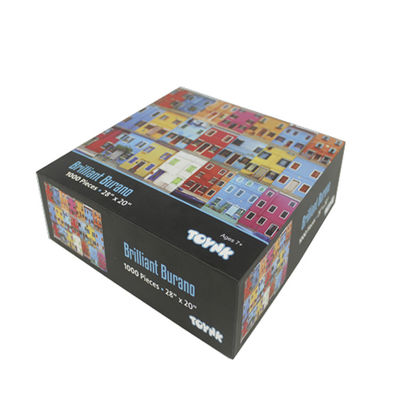 Brilliant Burano
1000 Pieces - 28" x 20"
Ages 7+
TOYNK
Brilliant Burano
1000 Pieces - 28" x 20"
TOYNK